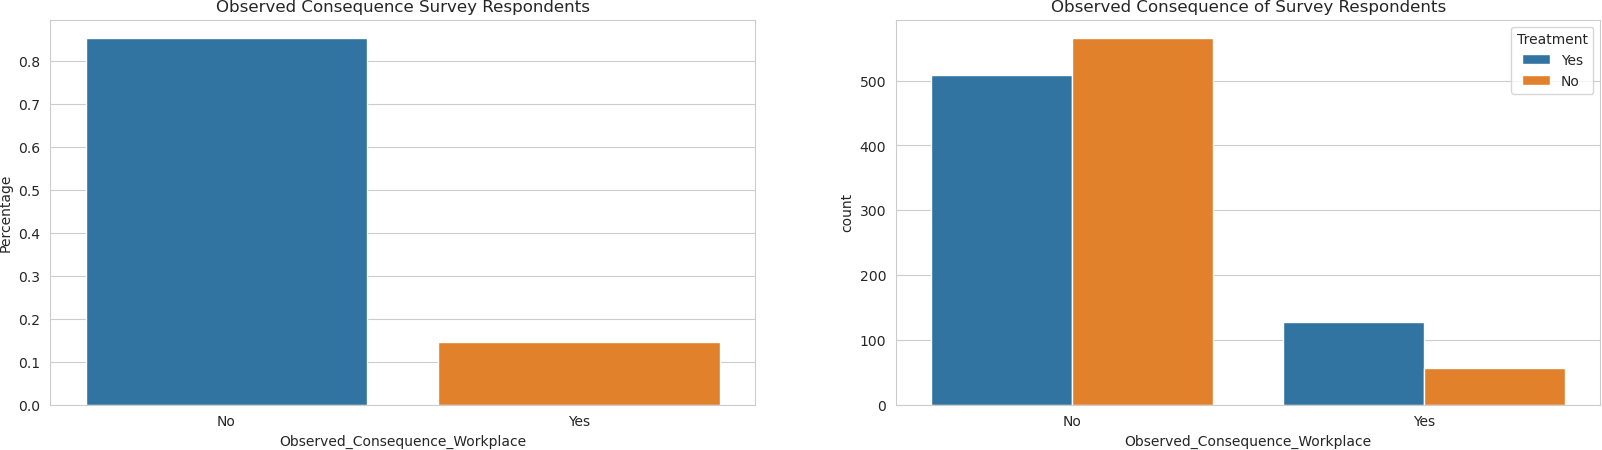 Observed Consequence Survey Respondents
Percentage
0.8
0.7
0.6
0.5
0.4
0.3
0.2
0.1
0.0
No
Yes
Observed_Consequence_Workplace
Observed Consequence of Survey Respondents
Treatment
Yes
No
count
500
400
300
200
100
0
No
Yes
Observed_Consequence_Workplace